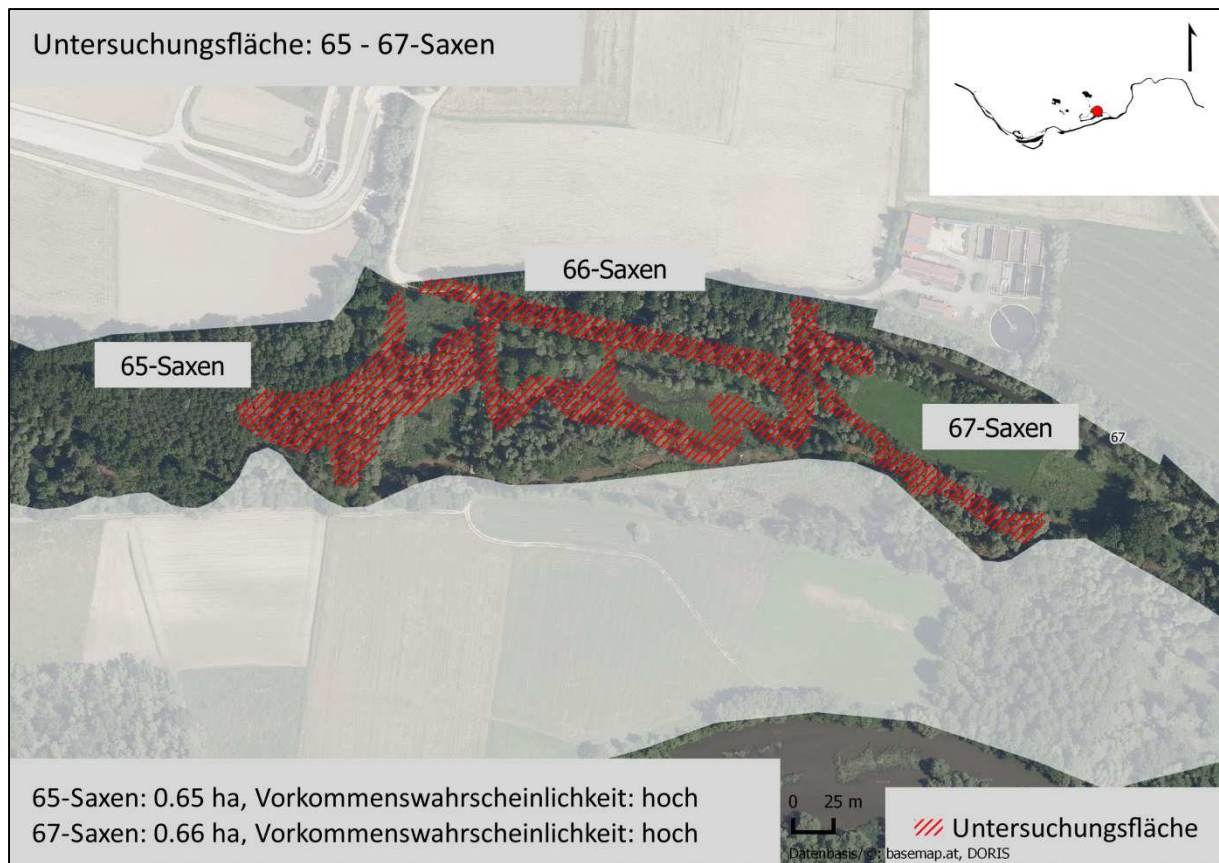 Untersuchungsfläche: 65 - 67-Saxen
66-Saxen
65-Saxen
67-Saxen
67
65-Saxen: 0.65 ha, Vorkommenswahrscheinlichkeit: hoch
67-Saxen: 0.66 ha, Vorkommenswahrscheinlichkeit: hoch
0 25 m
Untersuchungsfläche
Datenbasis/©: basemap.at, DORIS